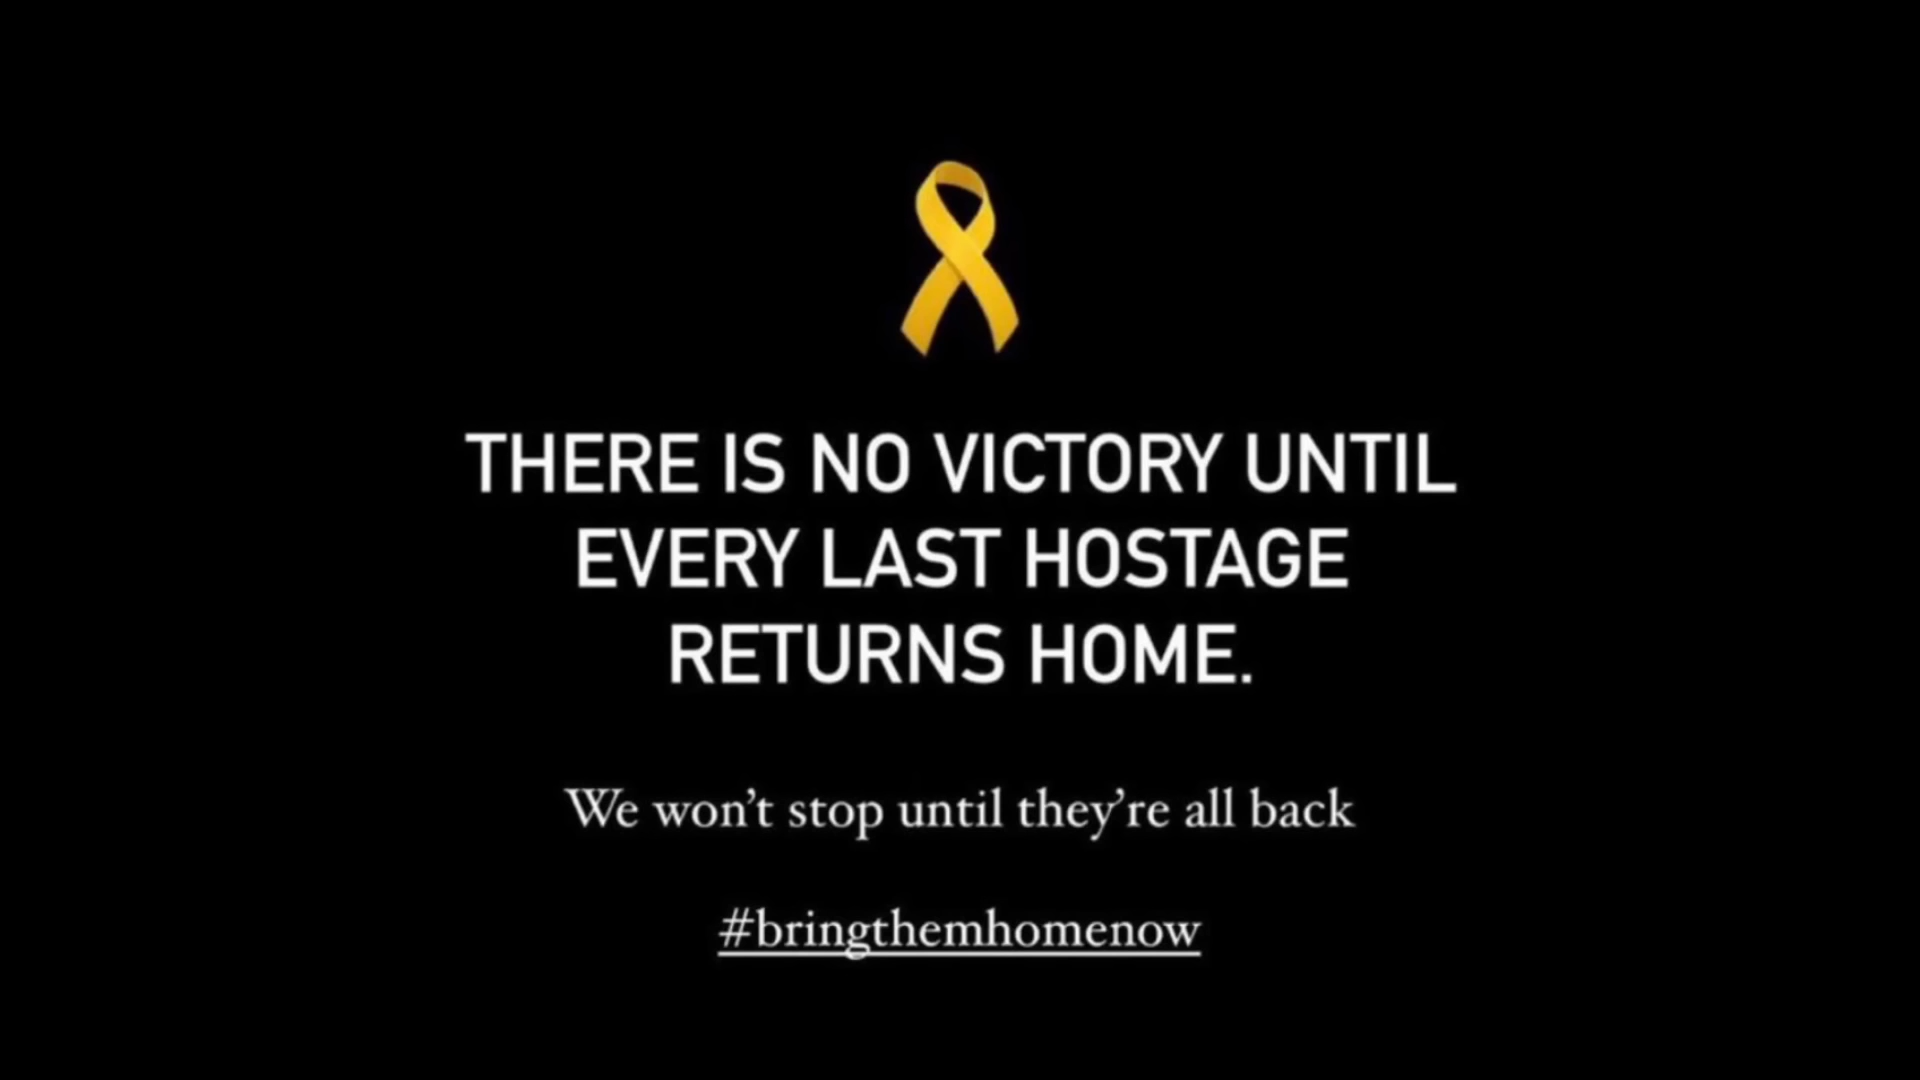 THERE IS NO VICTORY UNTIL
EVERY LAST HOSTAGE
RETURNS HOME.
We won’t stop until they’re all back
#bringthemhomenow